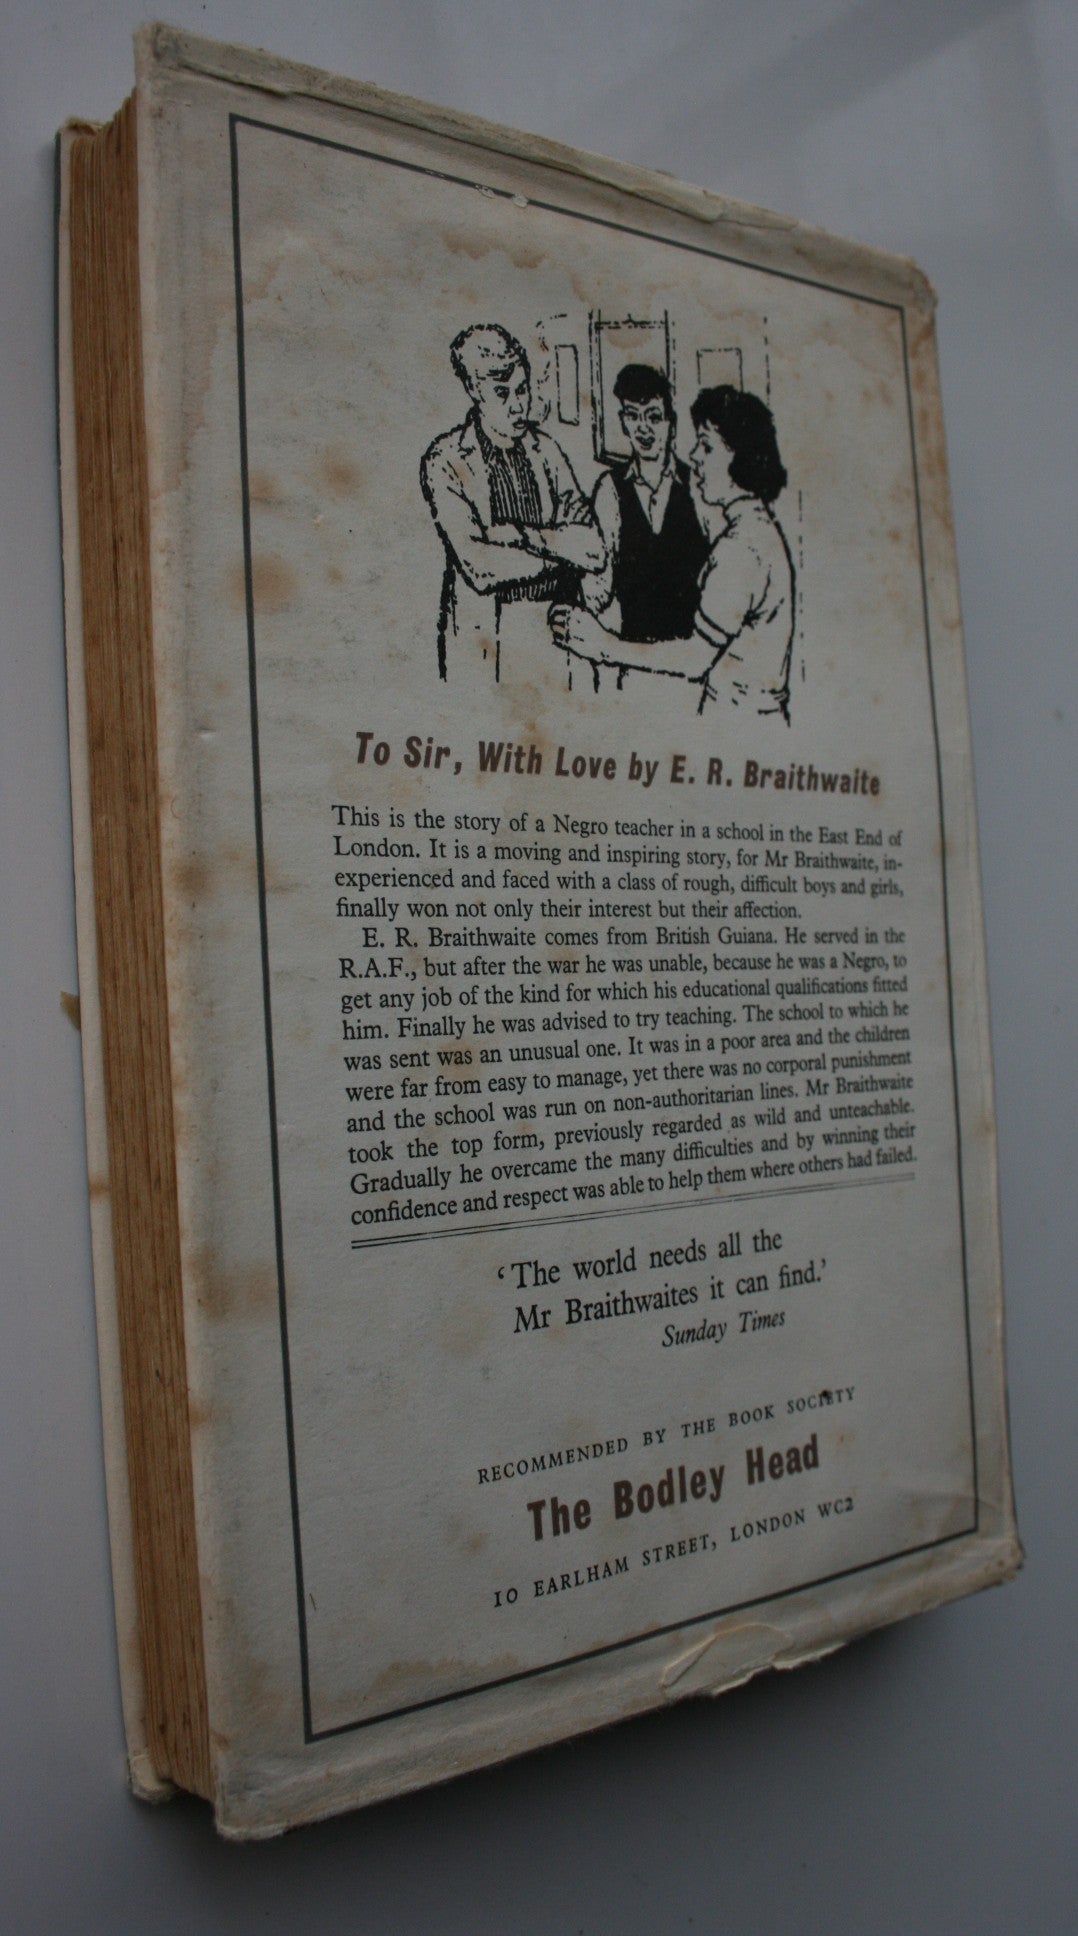 To Sir, With Love by E. R. Braithwaite
This is the story of a Negro teacher in a school in the East End of
London. It is a moving and inspiring story, for Mr Braithwaite, in-
experienced and faced with a class of rough, difficult boys and girls,
finally won not only their interest but their affection.
E. R. Braithwaite comes from British Guiana. He served in the
R.A.F., but after the war he was unable, because he was a Negro, to
get any job of the kind for which his educational qualifications fitted
him. Finally he was advised to try teaching. The school to which he
was sent was an unusual one. It was in a poor area and the children
were far from easy to manage, yet there was no corporal punishment
and the school was run on non-authoritarian lines. Mr Braithwaite
took the top form, previously regarded as wild and unteachable.
Gradually he overcame the many difficulties and by winning their
confidence and respect was able to help them where others had failed.
‘The world needs all the
Mr Braithwaites it can find.’
Sunday Times
RECOMMENDED BY THE BOOK SOCIETY
The Bodley Head
10 EARLHAM STREET, LONDON WC2